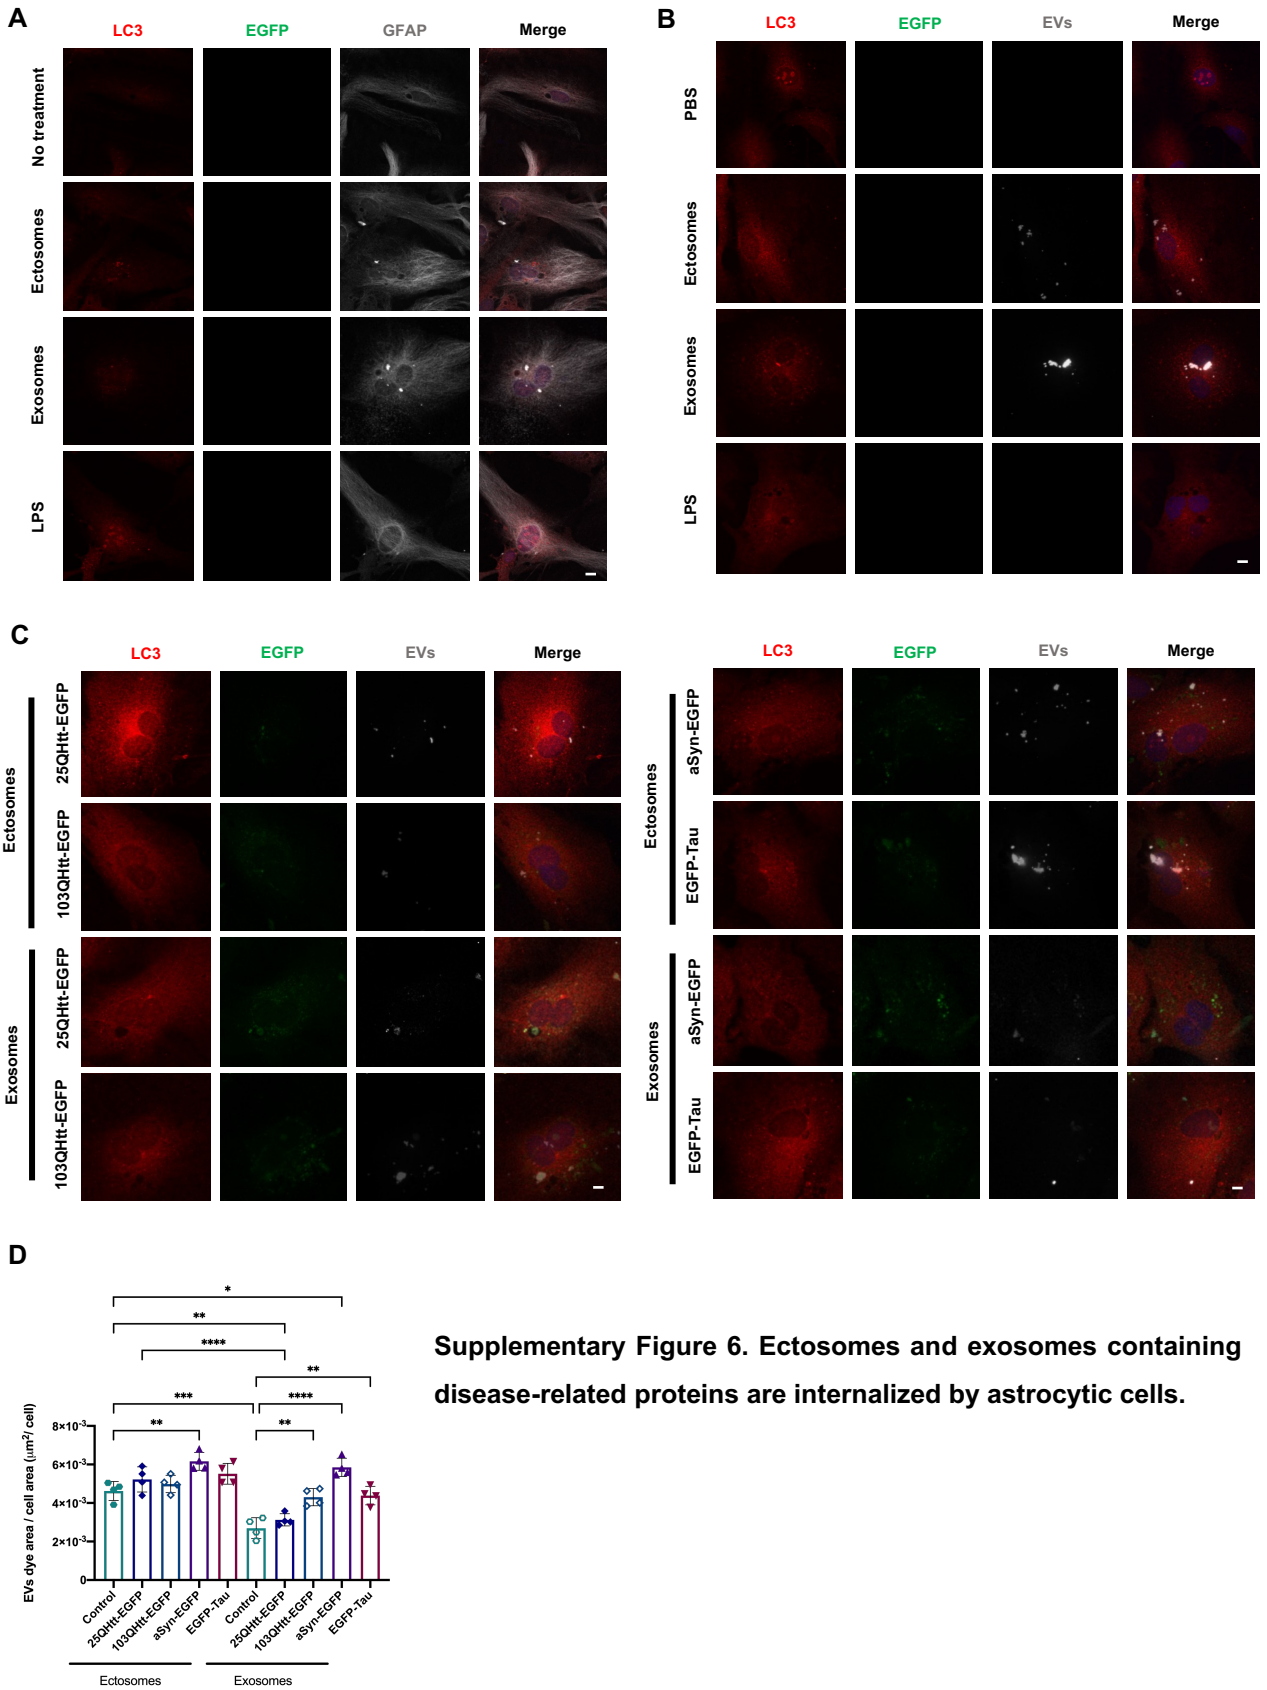 A
LC3 EGFP GFAP Merge
No treatment
Ectosomes
Exosomes
LPS
B
LC3 EGFP EVs Merge
PBS
Ectosomes
Exosomes
LPS
C
LC3 EGFP EVs Merge
Ectosomes
25QHtt-EGFP
103QHtt-EGFP
Exosomes
25QHtt-EGFP
103QHtt-EGFP
LC3 EGFP EVs Merge
Ectosomes
aSyn-EGFP
EGFP-Tau
Exosomes
aSyn-EGFP
EGFP-Tau
D
*
**
****
**
*** ****
** **
EVs dye area / cell area (μm²/ cell)
8×10⁻³
6×10⁻³
4×10⁻³
2×10⁻³
0
Control 25QHtt-EGFP 103QHtt-EGFP aSyn-EGFP EGFP-Tau Control 25QHtt-EGFP 103QHtt-EGFP aSyn-EGFP EGFP-Tau
Ectosomes Exosomes
Supplementary Figure 6. Ectosomes and exosomes containing
disease-related proteins are internalized by astrocytic cells.